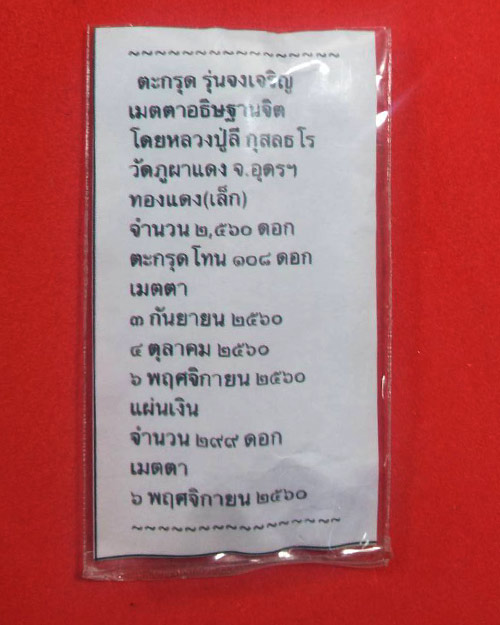 ~~~~~~~~~~~~~~~~
ตะกรุด รุ่นจงเจริญ
เมตตาอธิษฐานจิต
โดยหลวงปู่ลี กุสลธโร
วัดภูผาแดง จ.อุดรฯ
ทองแดง(เล็ก)
จำนวน ๒,๕๖๐ ดอก
ตะกรุดโทน ๑๐๘ ดอก
เมตตา
๓ กันยายน ๒๕๖๐
๔ ตุลาคม ๒๕๖๐
๖ พฤศจิกายน ๒๕๖๐
แผ่นเงิน
จำนวน ๒๙๙ ดอก
เมตตา
๖ พฤศจิกายน ๒๕๖๐
~~~~~~~~~~~~~~~~